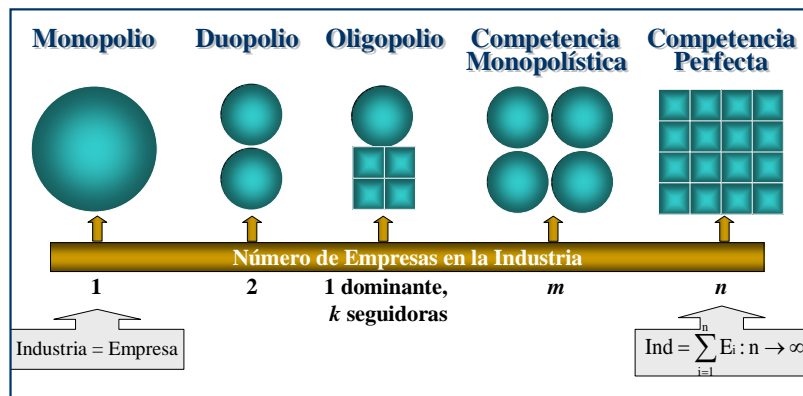 Monopolio
Duopolio
Oligopolio
Competencia
Monopolística
Competencia
Perfecta
Número de Empresas en la Industria
1
2
1 dominante,
k seguidoras
m
n
Industria = Empresa
Ind = ∑ Eᵢ : n → ∞
n
i=1